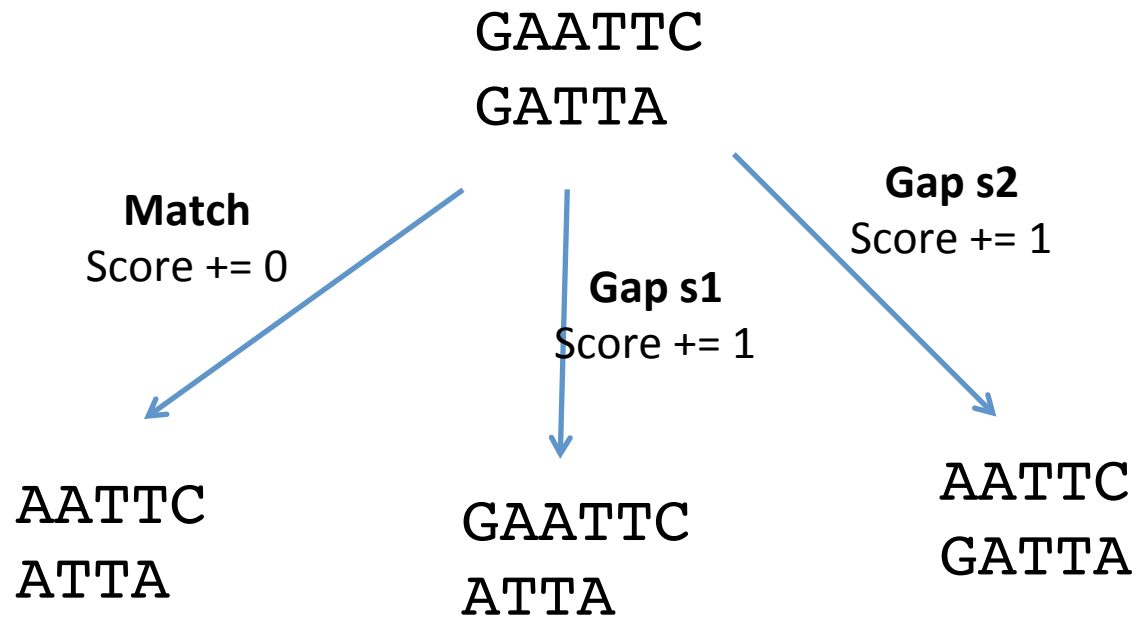 GAATTC
GATTA
Match
Score += 0
Gap s1
Score += 1
Gap s2
Score += 1
AATTC
ATTA
GAATTC
ATTA
AATTC
GATTA